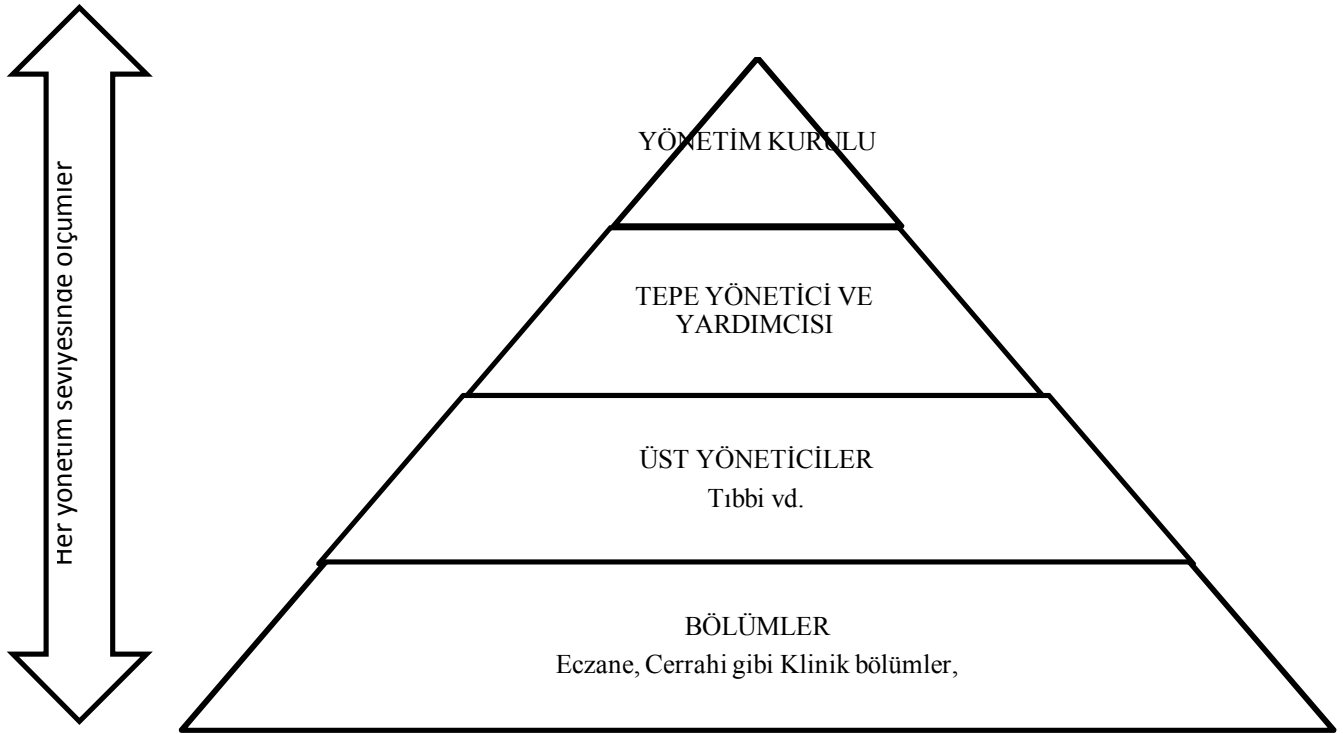 Her yönetim seviyesinde ölçümler
YÖNETİM KURULU
TEPE YÖNETİCİ VE
YARDIMCISI
ÜST YÖNETİCİLER
Tıbbi vd.
BÖLÜMLER
Eczane, Cerrahi gibi Klinik bölümler,